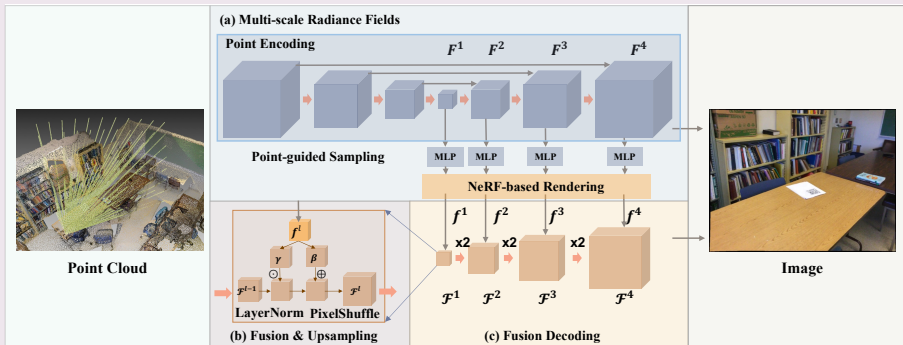 (a) Multi-scale Radiance Fields
Point Encoding
F¹ F² F³ F⁴
Point-guided Sampling
MLP MLP MLP MLP
NeRF-based Rendering
f¹ f² f³ f⁴
x2 x2 x2
𝓕¹ 𝓕² 𝓕³ 𝓕⁴
(c) Fusion Decoding
fˡ
γ β
⊙ ⊕
𝓕ˡ⁻¹ 𝓕ˡ
LayerNorm PixelShuffle
(b) Fusion & Upsampling
Point Cloud
Image